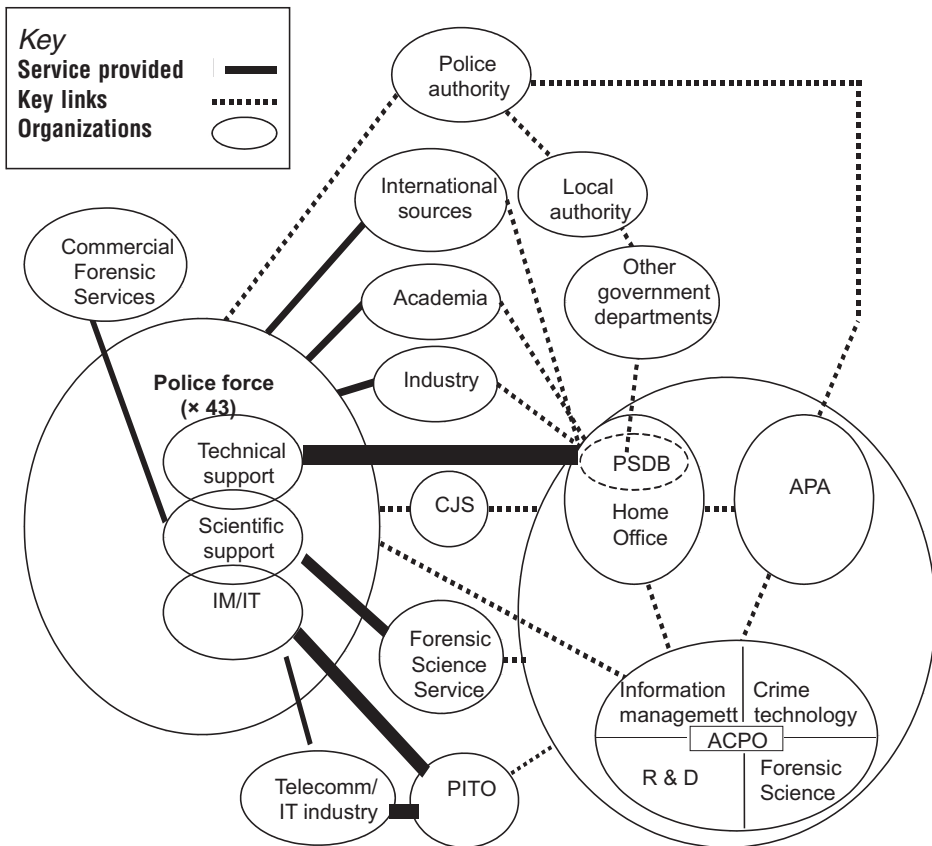 Key
Service provided
Key links
Organizations
Police
authority
International
sources
Local
authority
Commercial
Forensic
Services
Other
government
departments
Academia
Industry
Police force
(× 43)
Technical
support
PSDB
Home
Office
APA
CJS
Scientific
support
IM/IT
Forensic
Science
Service
Information
managemett
Crime
technology
ACPO
R & D
Forensic
Science
Telecomm/
IT industry
PITO